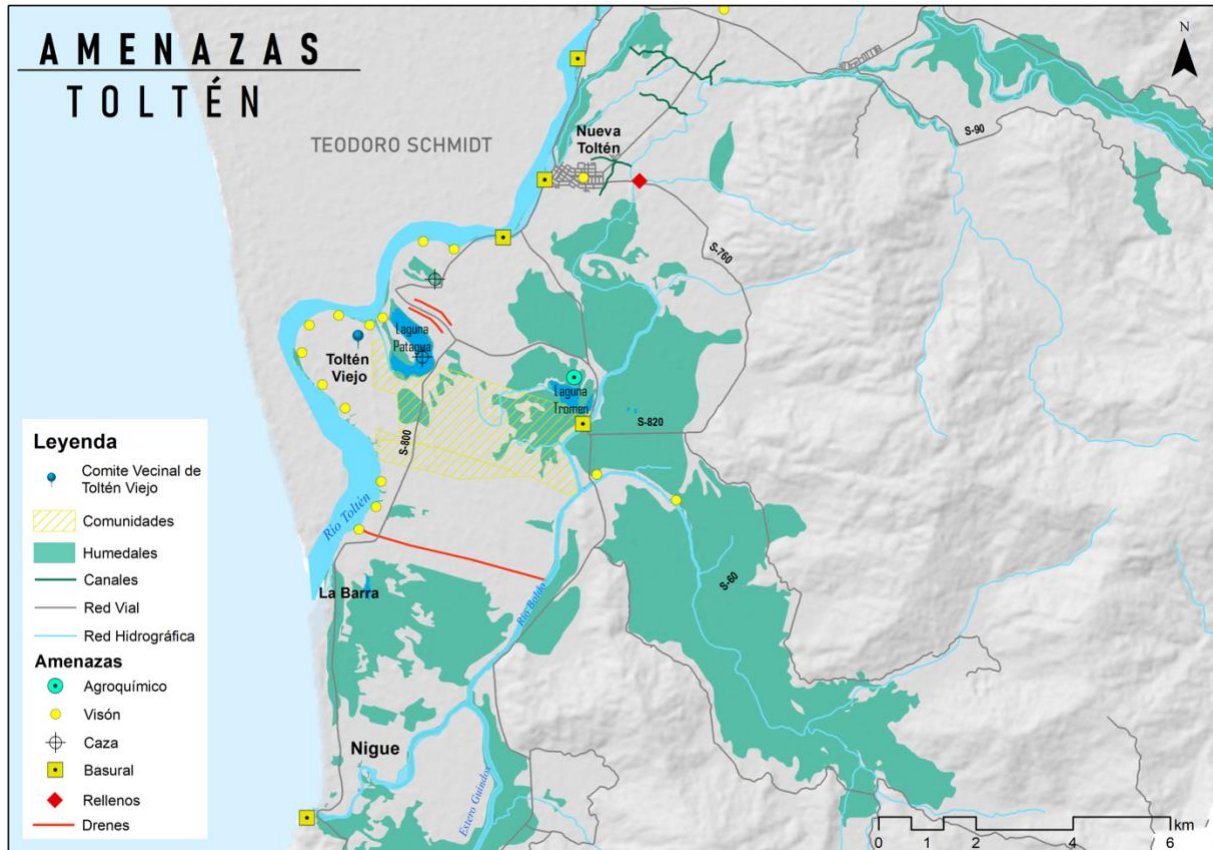 AMENAZAS
TOLTÉN
N
TEODORO SCHMIDT
Nueva
Toltén
S-90
S-760
Laguna
Patagua
Toltén
Viejo
Laguna
Tromen
S-820
S-800
Río Toltén
S-60
La Barra
Río Boldo
Nigue
Estero Guindos
Leyenda
Comite Vecinal de
Toltén Viejo
Comunidades
Humedales
Canales
Red Vial
Red Hidrográfica
Amenazas
Agroquímico
Visón
Caza
Basural
Rellenos
Drenes
km
0 1 2 4 6